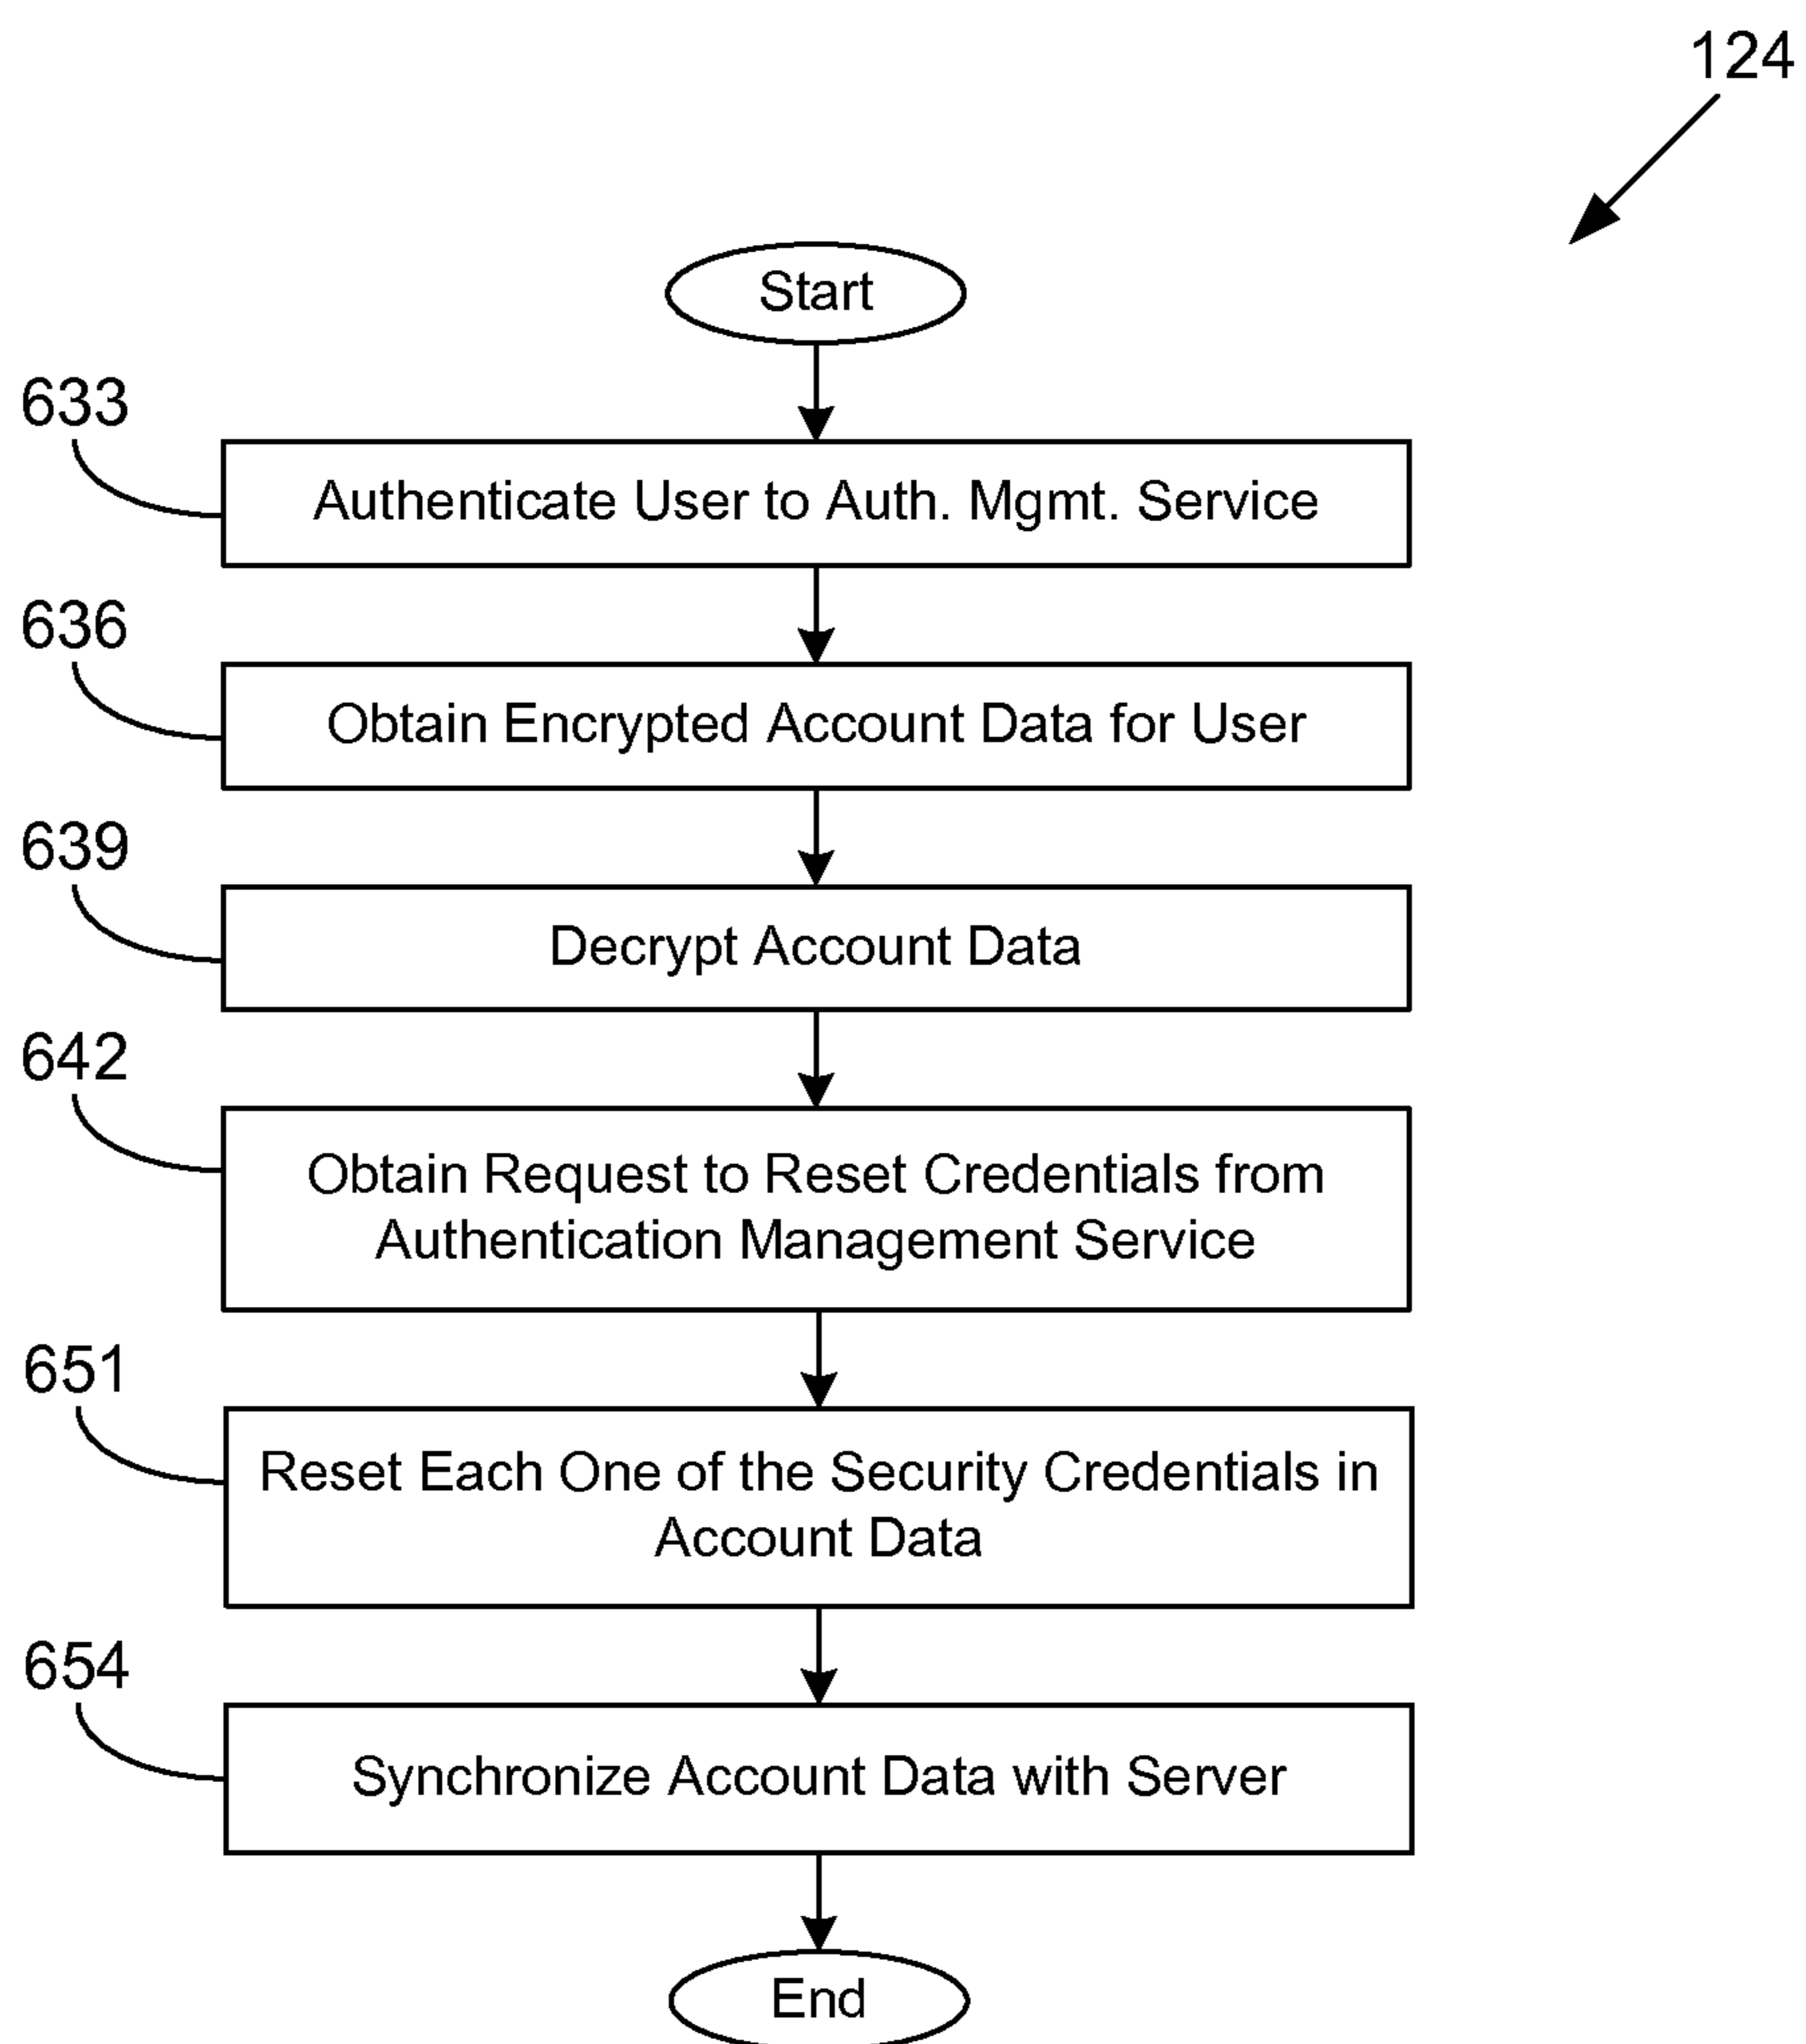 124
Start
633
Authenticate User to Auth. Mgmt. Service
636
Obtain Encrypted Account Data for User
639
Decrypt Account Data
642
Obtain Request to Reset Credentials from
Authentication Management Service
651
Reset Each One of the Security Credentials in
Account Data
654
Synchronize Account Data with Server
End